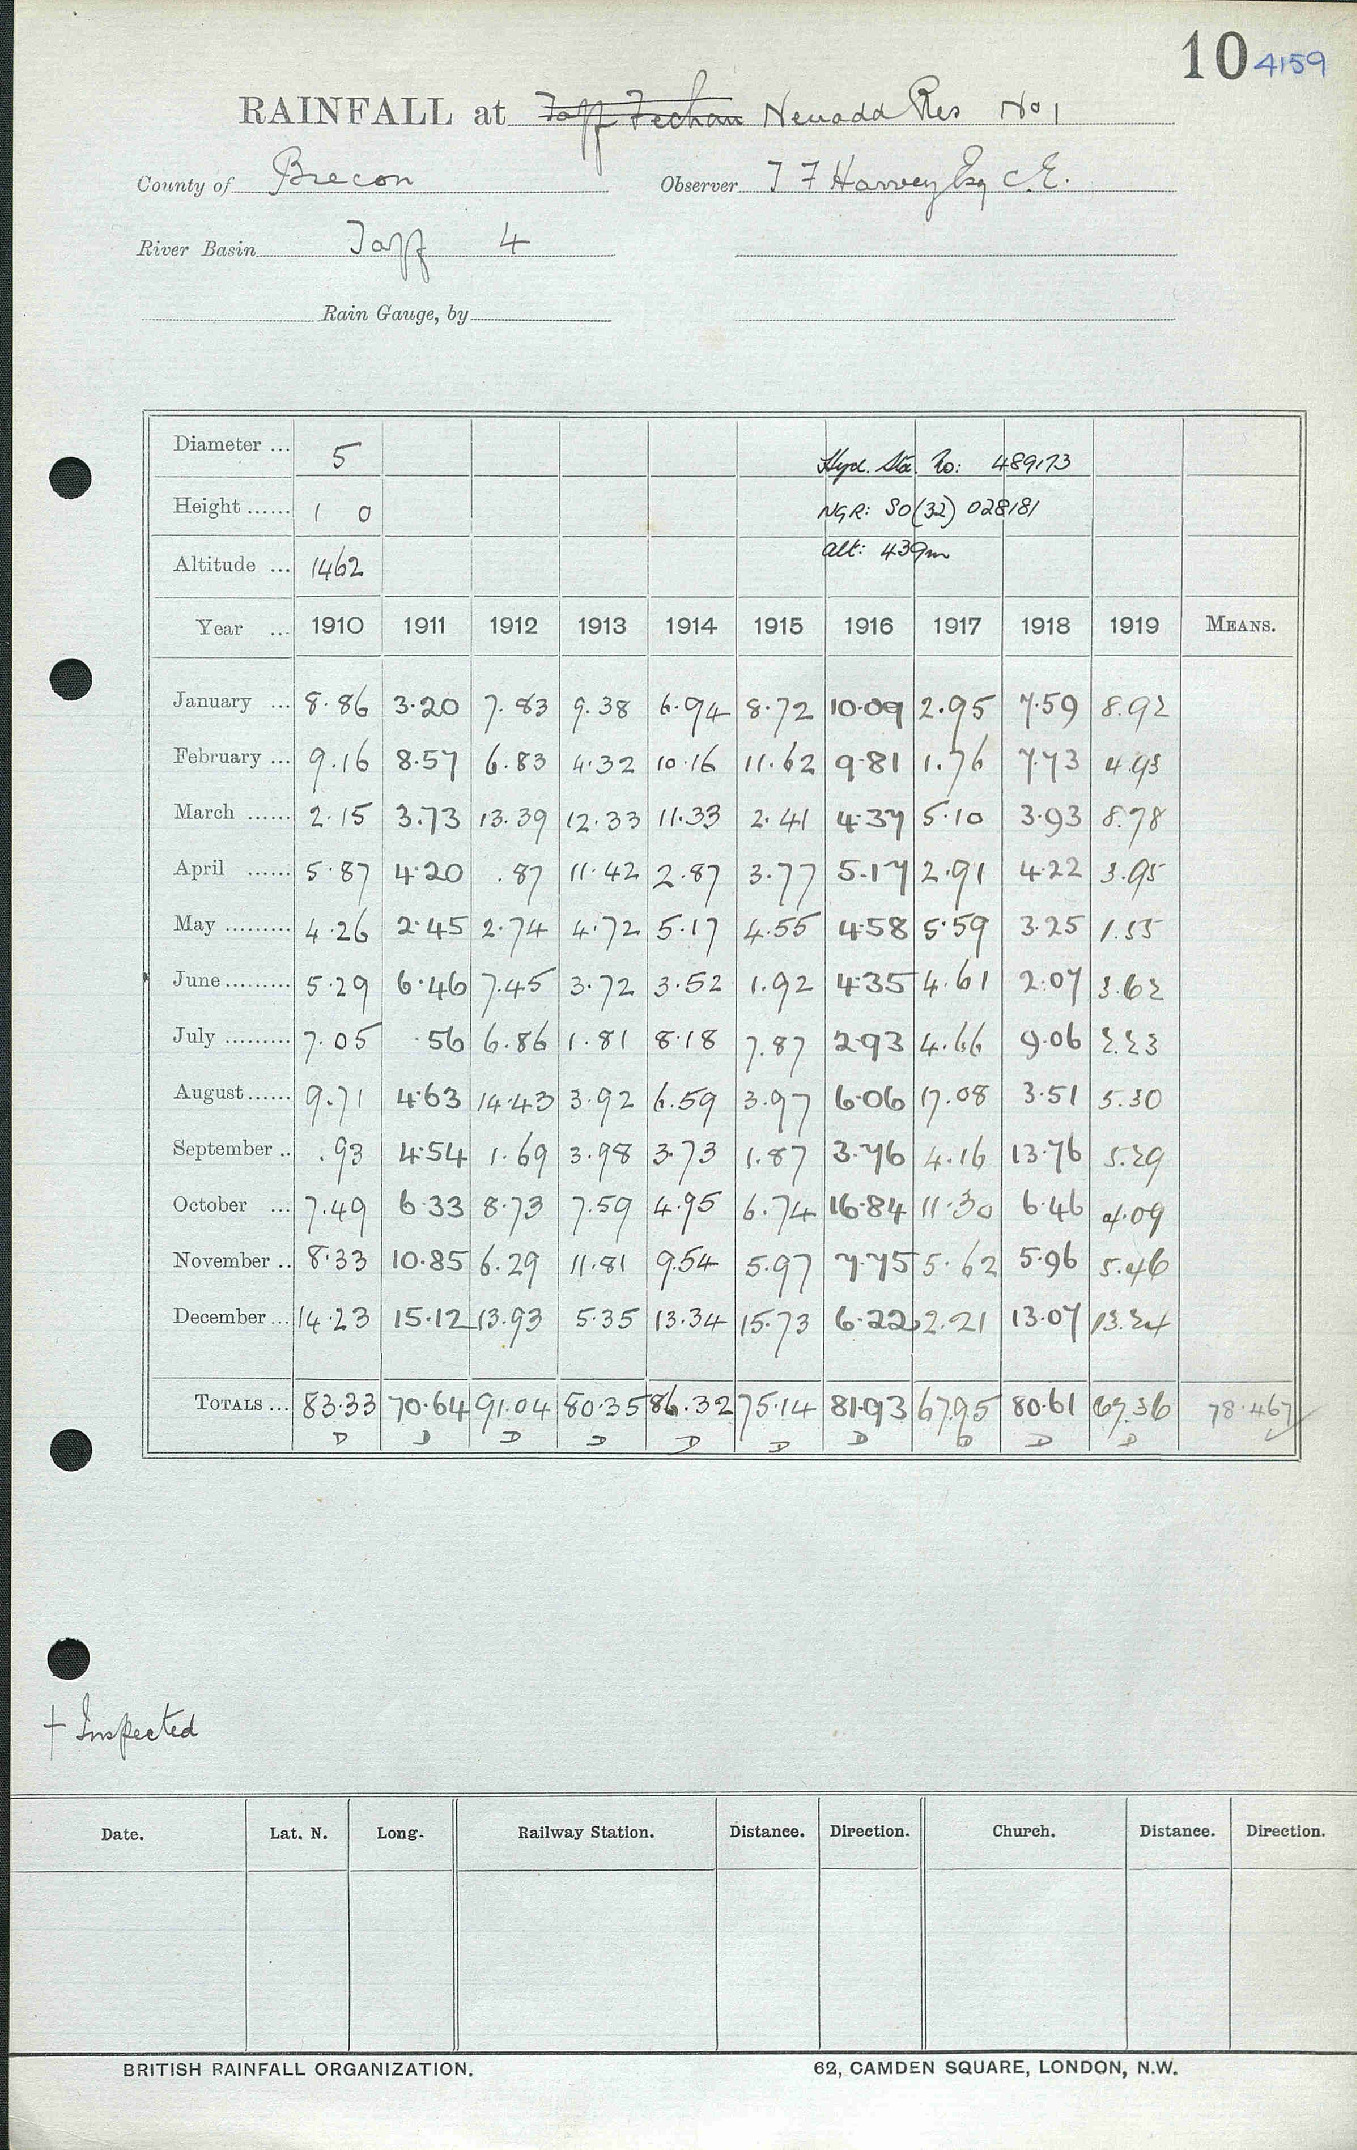 10 4159
RAINFALL at Taff Fechan Neuadd Res No 1
County of Brecon Observer T F Harvey Esq C.E.
River Basin Taff 4
Rain Gauge, by
Diameter ... 5 Hyd. Sta. No: 489173
Height ...... 1 0 NGR: SO(32) 028181
Altitude ... 1462 alt: 439m
Year ... 1910 1911 1912 1913 1914 1915 1916 1917 1918 1919 MEANS.
January ... 8.86 3.20 7.83 9.38 6.94 8.72 10.09 2.95 7.59 8.92
February ... 9.16 8.57 6.83 4.32 10.16 11.62 9.81 1.76 7.73 4.93
March ...... 2.15 3.73 13.39 12.33 11.33 2.41 4.37 5.10 3.93 8.78
April ...... 5.87 4.20 .87 11.42 2.87 3.77 5.17 2.91 4.22 3.95
May ......... 4.26 2.45 2.74 4.72 5.17 4.55 4.58 5.59 3.25 1.55
June ......... 5.29 6.46 7.45 3.72 3.52 1.92 4.35 4.61 2.07 3.62
July ......... 7.05 .56 6.86 1.81 8.18 7.87 2.93 4.66 9.06 2.23
August ...... 9.71 4.63 14.43 3.92 6.59 3.97 6.06 17.08 3.51 5.30
September .. .93 4.54 1.69 3.98 3.73 1.87 3.76 4.16 13.76 5.29
October ... 7.49 6.33 8.73 7.59 4.95 6.74 16.84 11.30 6.46 4.09
November .. 8.33 10.85 6.29 11.81 9.54 5.97 7.75 5.62 5.96 5.46
December ... 14.23 15.12 13.93 5.35 13.34 15.73 6.22 2.21 13.07 13.24
TOTALS ... 83.33 70.64 91.04 80.35 86.32 75.14 81.93 67.95 80.61 67.36 78.467
D D D D D D D D D D
+ Inspected
Date. Lat. N. Long. Railway Station. Distance. Direction. Church. Distance. Direction.
BRITISH RAINFALL ORGANIZATION. 62, CAMDEN SQUARE, LONDON, N.W.